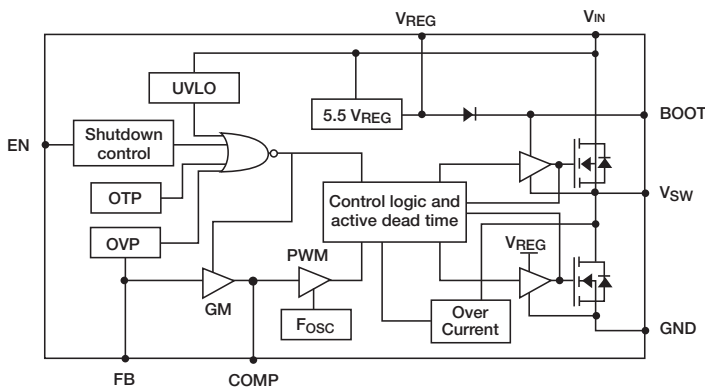 VREG
VIN
UVLO
5.5 VREG
BOOT
EN
Shutdown
control
OTP
Control logic and
active dead time
VSW
OVP
PWM
VREG
GM
FOSC
Over
Current
GND
FB
COMP